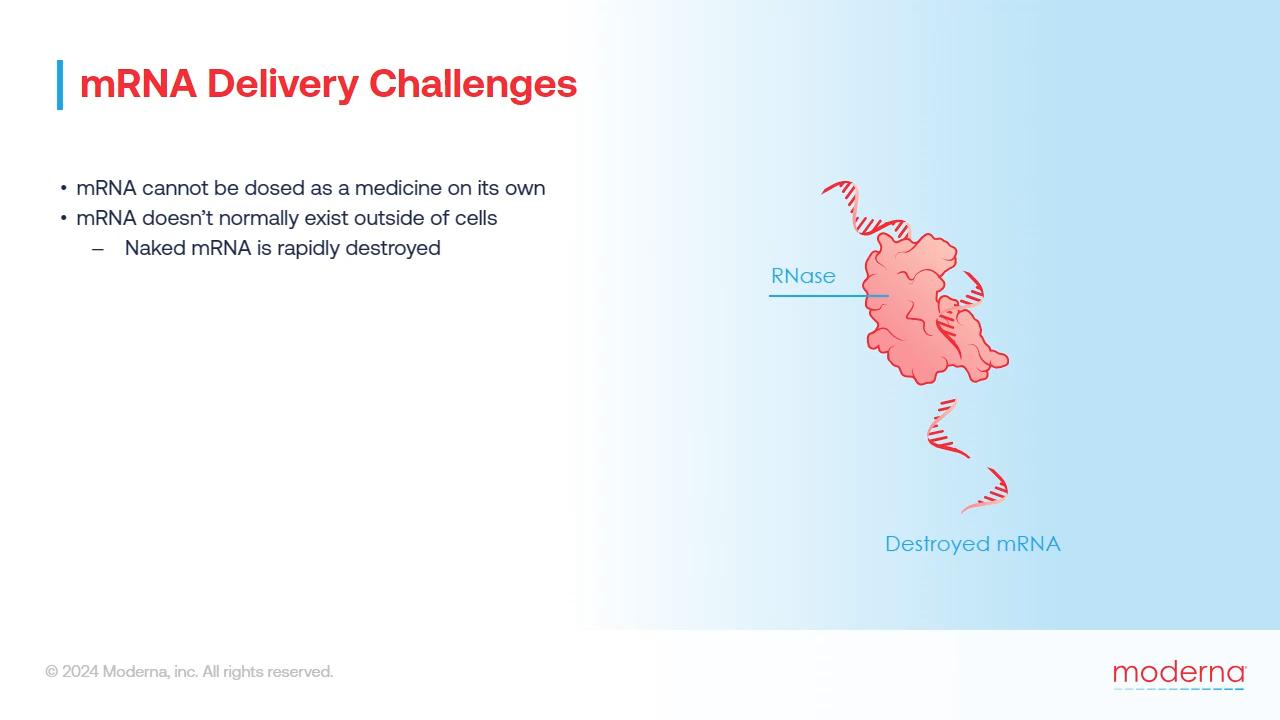 mRNA Delivery Challenges
• mRNA cannot be dosed as a medicine on its own
• mRNA doesn’t normally exist outside of cells
– Naked mRNA is rapidly destroyed
RNase
Destroyed mRNA
© 2024 Moderna, inc. All rights reserved.
moderna